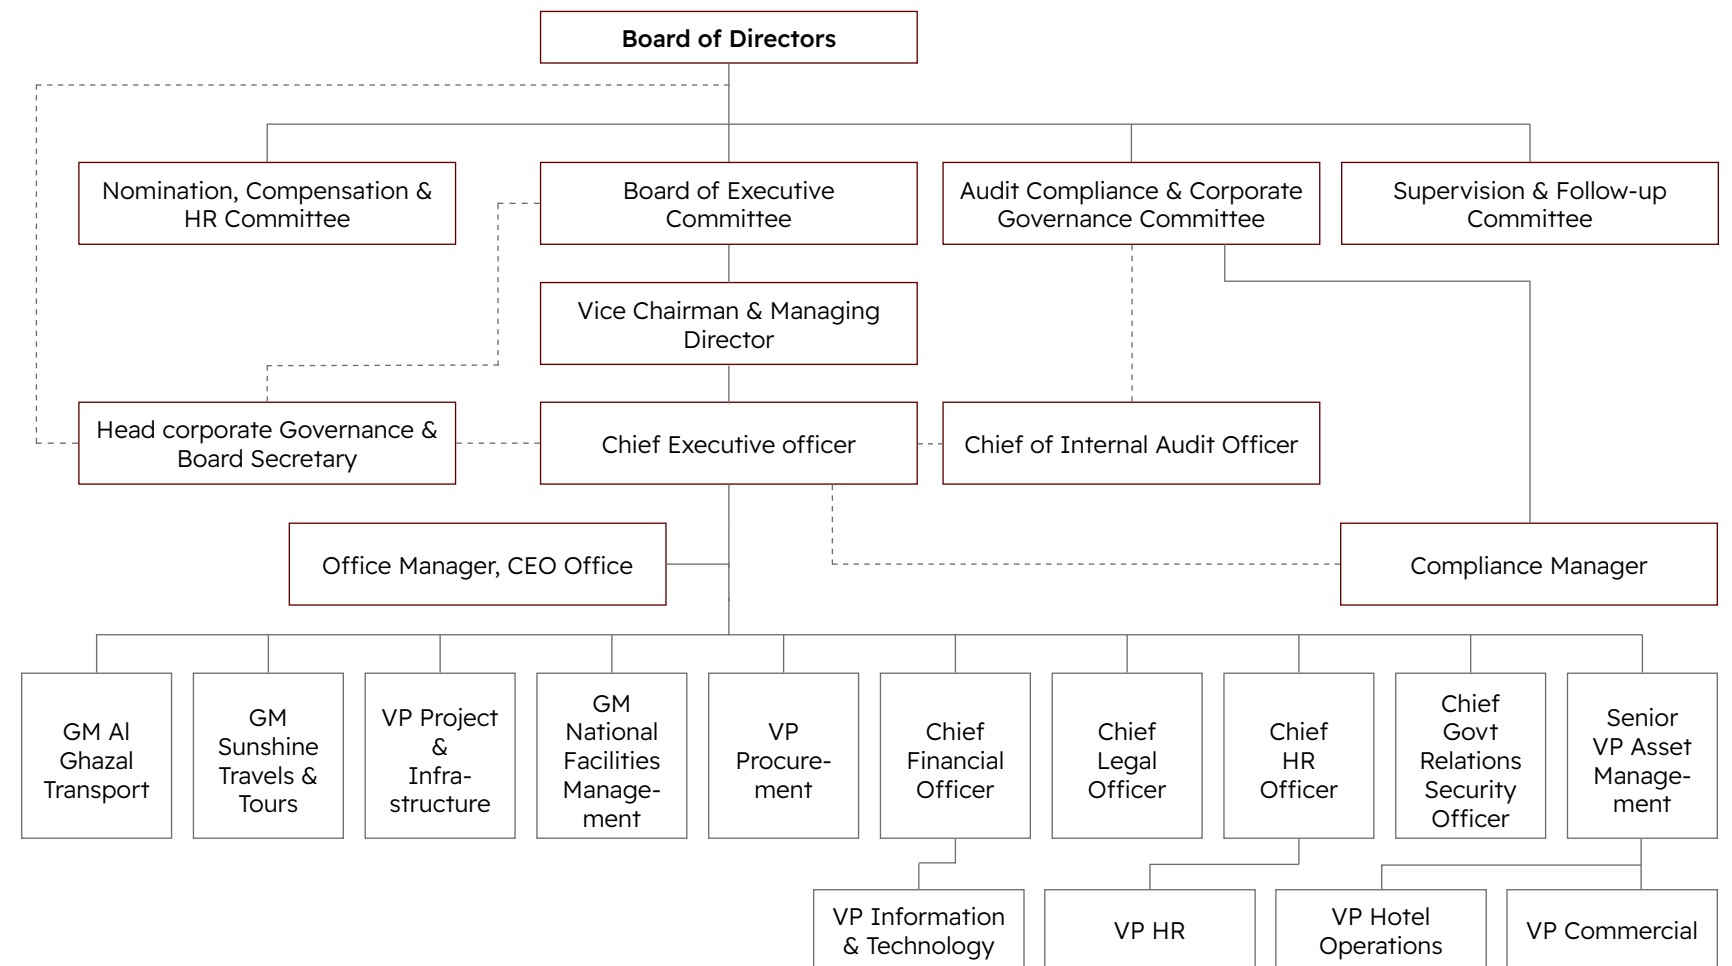 Board of Directors
Nomination, Compensation &
HR Committee
Board of Executive
Committee
Audit Compliance & Corporate
Governance Committee
Supervision & Follow-up
Committee
Vice Chairman & Managing
Director
Head corporate Governance &
Board Secretary
Chief Executive officer
Chief of Internal Audit Officer
Office Manager, CEO Office
Compliance Manager
GM Al
Ghazal
Transport
GM
Sunshine
Travels &
Tours
VP Project
&
Infra-
structure
GM
National
Facilities
Manage-
ment
VP
Procure-
ment
Chief
Financial
Officer
Chief
Legal
Officer
Chief
HR
Officer
Chief
Govt
Relations
Security
Officer
Senior
VP Asset
Manage-
ment
VP Information
& Technology
VP HR
VP Hotel
Operations
VP Commercial